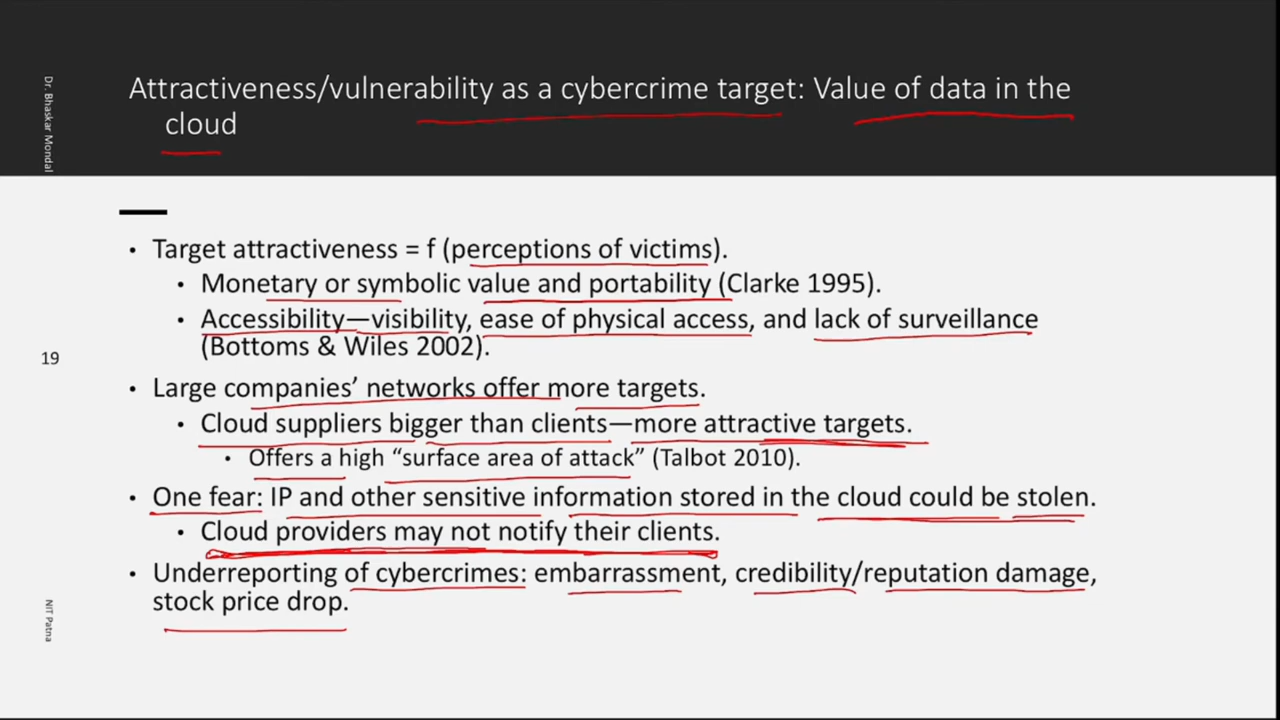 Attractiveness/vulnerability as a cybercrime target: Value of data in the
cloud
Dr. Bhaskar Mondal
• Target attractiveness = f (perceptions of victims).
• Monetary or symbolic value and portability (Clarke 1995).
• Accessibility—visibility, ease of physical access, and lack of surveillance
(Bottoms & Wiles 2002).
19
• Large companies’ networks offer more targets.
• Cloud suppliers bigger than clients—more attractive targets.
• Offers a high “surface area of attack” (Talbot 2010).
• One fear: IP and other sensitive information stored in the cloud could be stolen.
• Cloud providers may not notify their clients.
• Underreporting of cybercrimes: embarrassment, credibility/reputation damage,
stock price drop.
NIT Patna